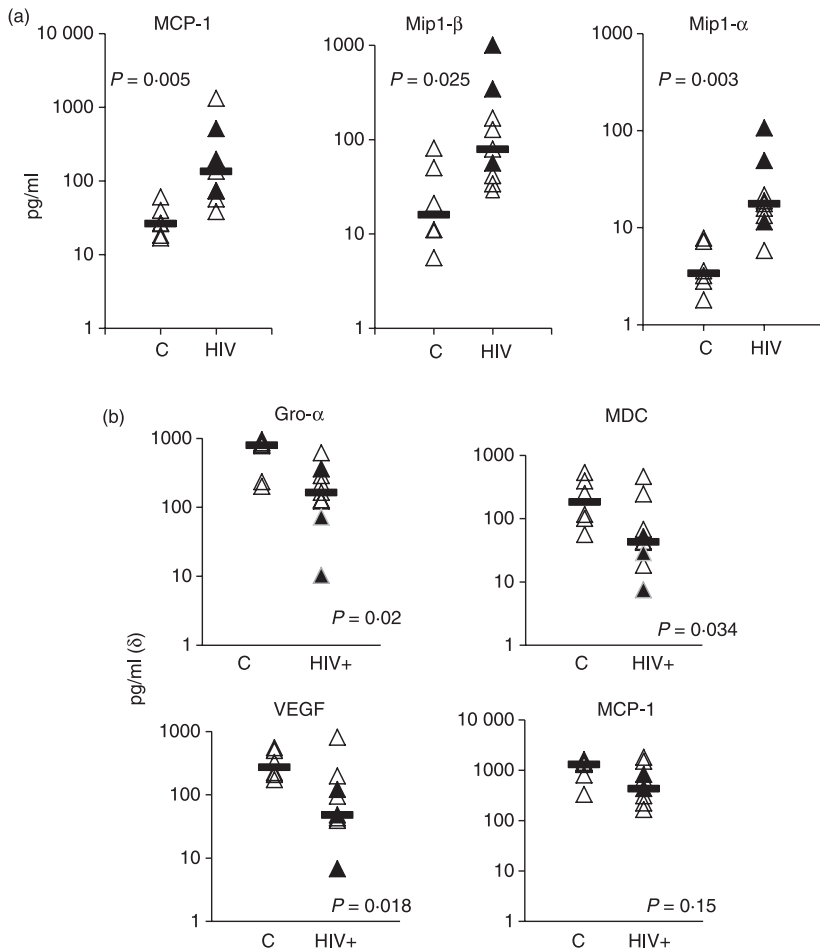 (a)
MCP-1
Mip1-β
Mip1-α
10 000
1000
100
10
1
pg/ml
P = 0·005
C HIV
1000
100
10
1
P = 0·025
C HIV
100
10
1
P = 0·003
C HIV
(b)
pg/ml (δ)
Gro-α
1000
100
10
1
P = 0·02
C HIV+
MDC
1000
100
10
1
P = 0·034
C HIV+
VEGF
1000
100
10
1
P = 0·018
C HIV+
MCP-1
10 000
1000
100
10
1
P = 0·15
C HIV+